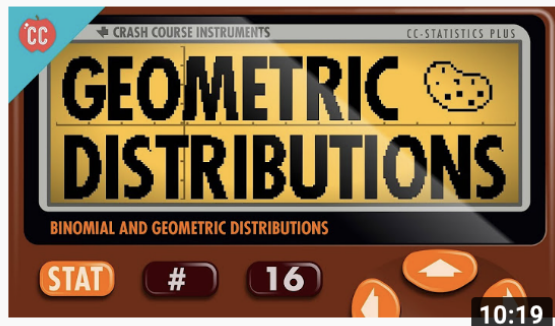 CC
CRASH COURSE INSTRUMENTS
CC-STATISTICS PLUS
GEOMETRIC
DISTRIBUTIONS
BINOMIAL AND GEOMETRIC DISTRIBUTIONS
STAT # 16
10:19